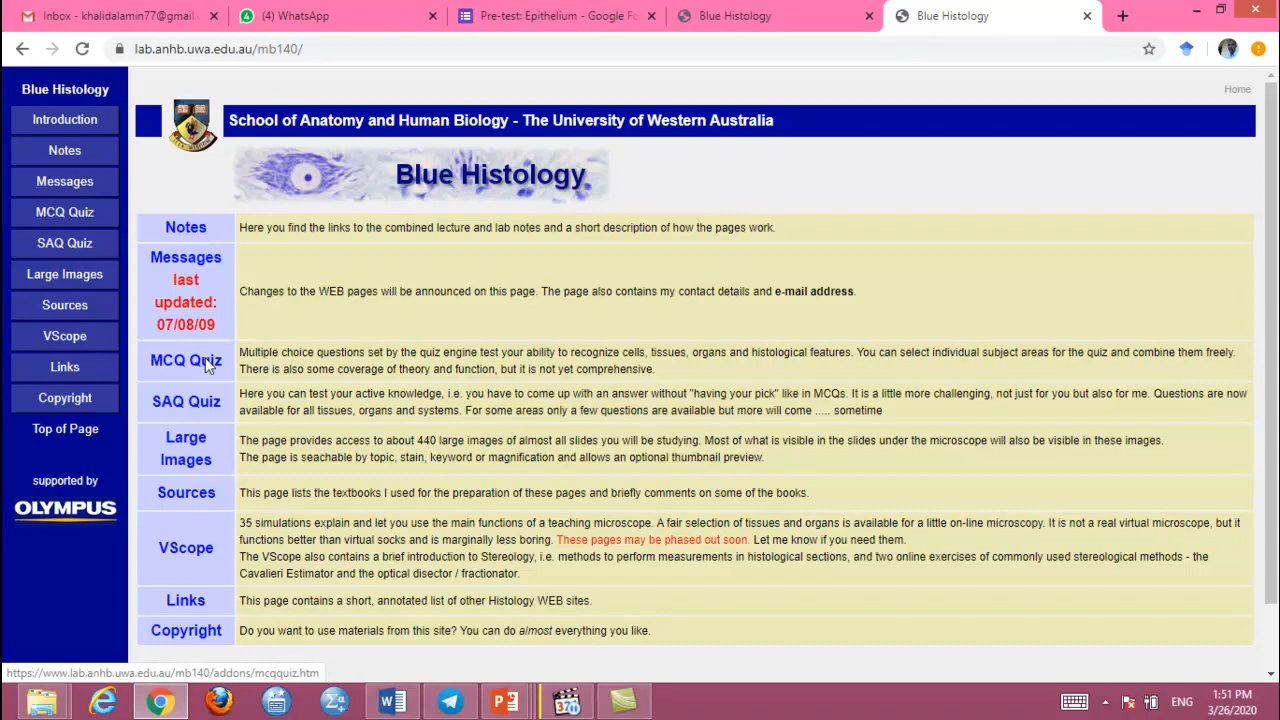 Inbox - khalidalamin77@gmail.
(4) WhatsApp
Pre-test: Epithelium - Google Fo
Blue Histology
Blue Histology
lab.anhb.uwa.edu.au/mb140/
Blue Histology
Introduction
Notes
Messages
MCQ Quiz
SAQ Quiz
Large Images
Sources
VScope
Links
Copyright
Top of Page
supported by
OLYMPUS
Home
School of Anatomy and Human Biology - The University of Western Australia
Blue Histology
Notes
Here you find the links to the combined lecture and lab notes and a short description of how the pages work.
Messages
last
updated:
07/08/09
Changes to the WEB pages will be announced on this page. The page also contains my contact details and e-mail address.
MCQ Quiz
Multiple choice questions set by the quiz engine test your ability to recognize cells, tissues, organs and histological features. You can select individual subject areas for the quiz and combine them freely.
There is also some coverage of theory and function, but it is not yet comprehensive.
SAQ Quiz
Here you can test your active knowledge, i.e. you have to come up with an answer without "having your pick" like in MCQs. It is a little more challenging, not just for you but also for me. Questions are now
available for all tissues, organs and systems. For some areas only a few questions are available but more will come ..... sometime
Large
Images
The page provides access to about 440 large images of almost all slides you will be studying. Most of what is visible in the slides under the microscope will also be visible in these images.
The page is seachable by topic, stain, keyword or magnification and allows an optional thumbnail preview.
Sources
This page lists the textbooks I used for the preparation of these pages and briefly comments on some of the books.
VScope
35 simulations explain and let you use the main functions of a teaching microscope. A fair selection of tissues and organs is available for a little on-line microscopy. It is not a real virtual microscope, but it
functions better than virtual socks and is marginally less boring. These pages may be phased out soon. Let me know if you need them.
The VScope also contains a brief introduction to Stereology, i.e. methods to perform measurements in histological sections, and two online exercises of commonly used stereological methods - the
Cavalieri Estimator and the optical disector / fractionator.
Links
This page contains a short, annotated list of other Histology WEB sites.
Copyright
Do you want to use materials from this site? You can do almost everything you like.
https://www.lab.anhb.uwa.edu.au/mb140/addons/mcqquiz.htm
ENG
1:51 PM
3/26/2020